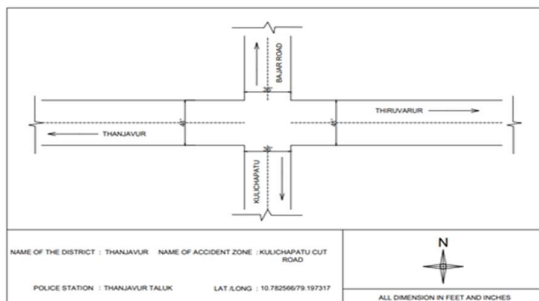 BAJAR ROAD
THIRUVARUR
THANJAVUR
KULICHAPATU
NAME OF THE DISTRICT : THANJAVUR
NAME OF ACCIDENT ZONE : KULICHAPATU CUT
ROAD
POLICE STATION : THANJAVUR TALUK
LAT /LONG : 10.782566/79.197317
N
ALL DIMENSION IN FEET AND INCHES